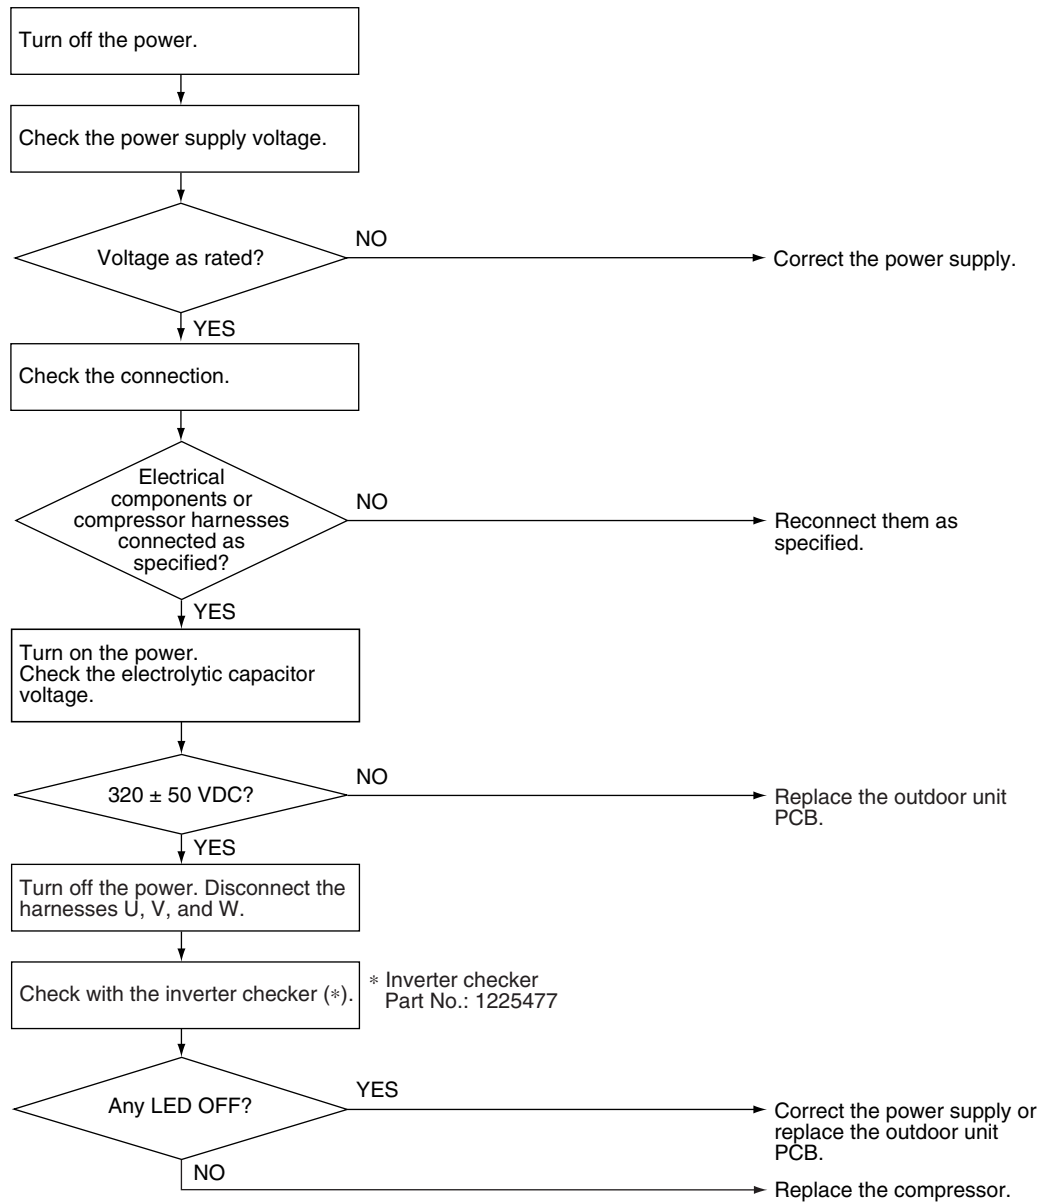 Turn off the power.
Check the power supply voltage.
Voltage as rated?
NO
Correct the power supply.
YES
Check the connection.
Electrical
components or
compressor harnesses
connected as
specified?
NO
Reconnect them as
specified.
YES
Turn on the power.
Check the electrolytic capacitor
voltage.
320 ± 50 VDC?
NO
Replace the outdoor unit
PCB.
YES
Turn off the power. Disconnect the
harnesses U, V, and W.
Check with the inverter checker (*).
* Inverter checker
Part No.: 1225477
Any LED OFF?
YES
Correct the power supply or
replace the outdoor unit
PCB.
NO
Replace the compressor.